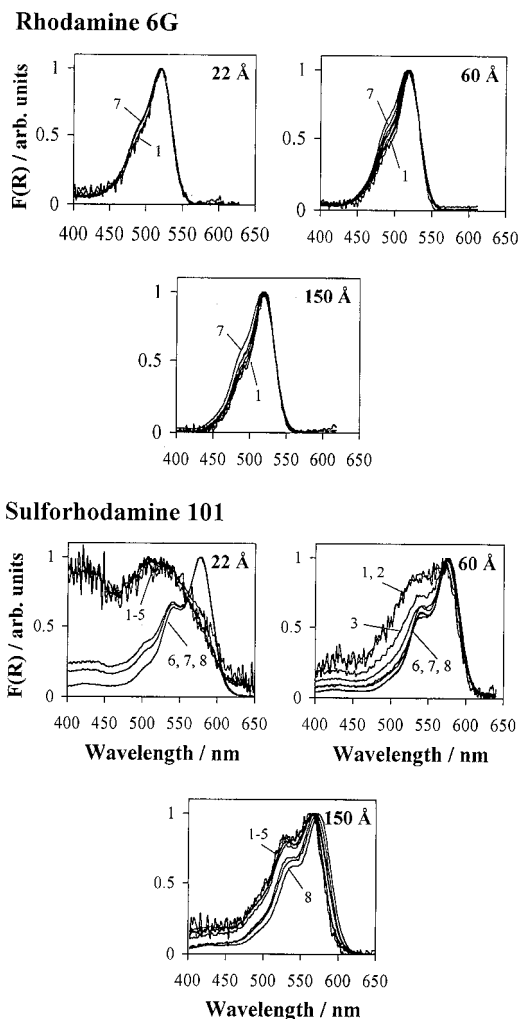 Rhodamine 6G
F(R) / arb. units
1
0.5
0
22 Å
7
1
400 450 500 550 600 650
1
0.5
0
60 Å
7
1
400 450 500 550 600 650
1
0.5
0
150 Å
7
1
400 450 500 550 600 650
Sulforhodamine 101
F(R) / arb. units
1
0.5
0
22 Å
1-5
6, 7, 8
400 450 500 550 600 650
Wavelength / nm
1
0.5
0
60 Å
1, 2
3
6, 7, 8
400 450 500 550 600 650
Wavelength / nm
1
0.5
0
150 Å
1-5
8
400 450 500 550 600 650
Wavelength / nm